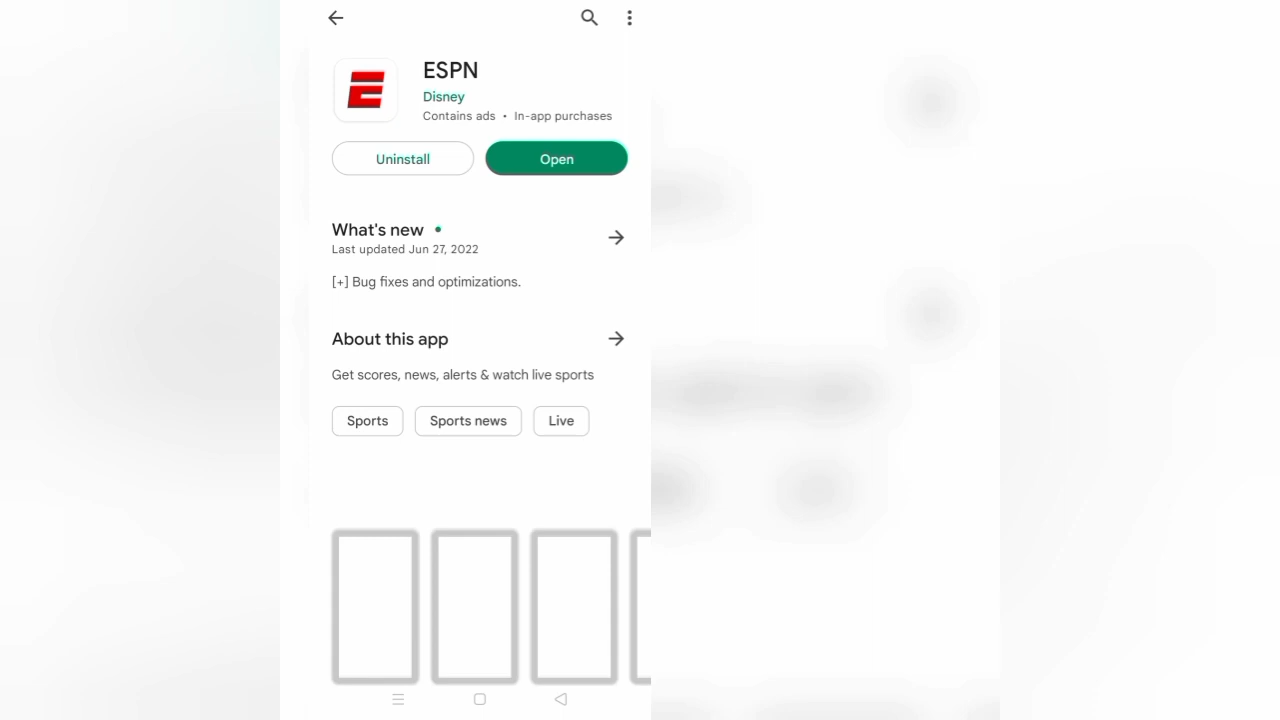 ESPN
Disney
Contains ads • In-app purchases
Uninstall
Open
What's new •
Last updated Jun 27, 2022
[+] Bug fixes and optimizations.
About this app
Get scores, news, alerts & watch live sports
Sports
Sports news
Live